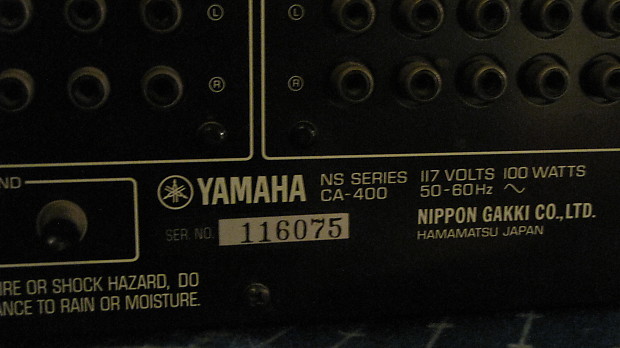 L
L
R
R
ND
YAMAHA
NS SERIES
CA-400
117 VOLTS 100 WATTS
50-60Hz
SER. NO. 116075
NIPPON GAKKI CO., LTD.
HAMAMATSU JAPAN
IRE OR SHOCK HAZARD, DO
ANCE TO RAIN OR MOISTURE.